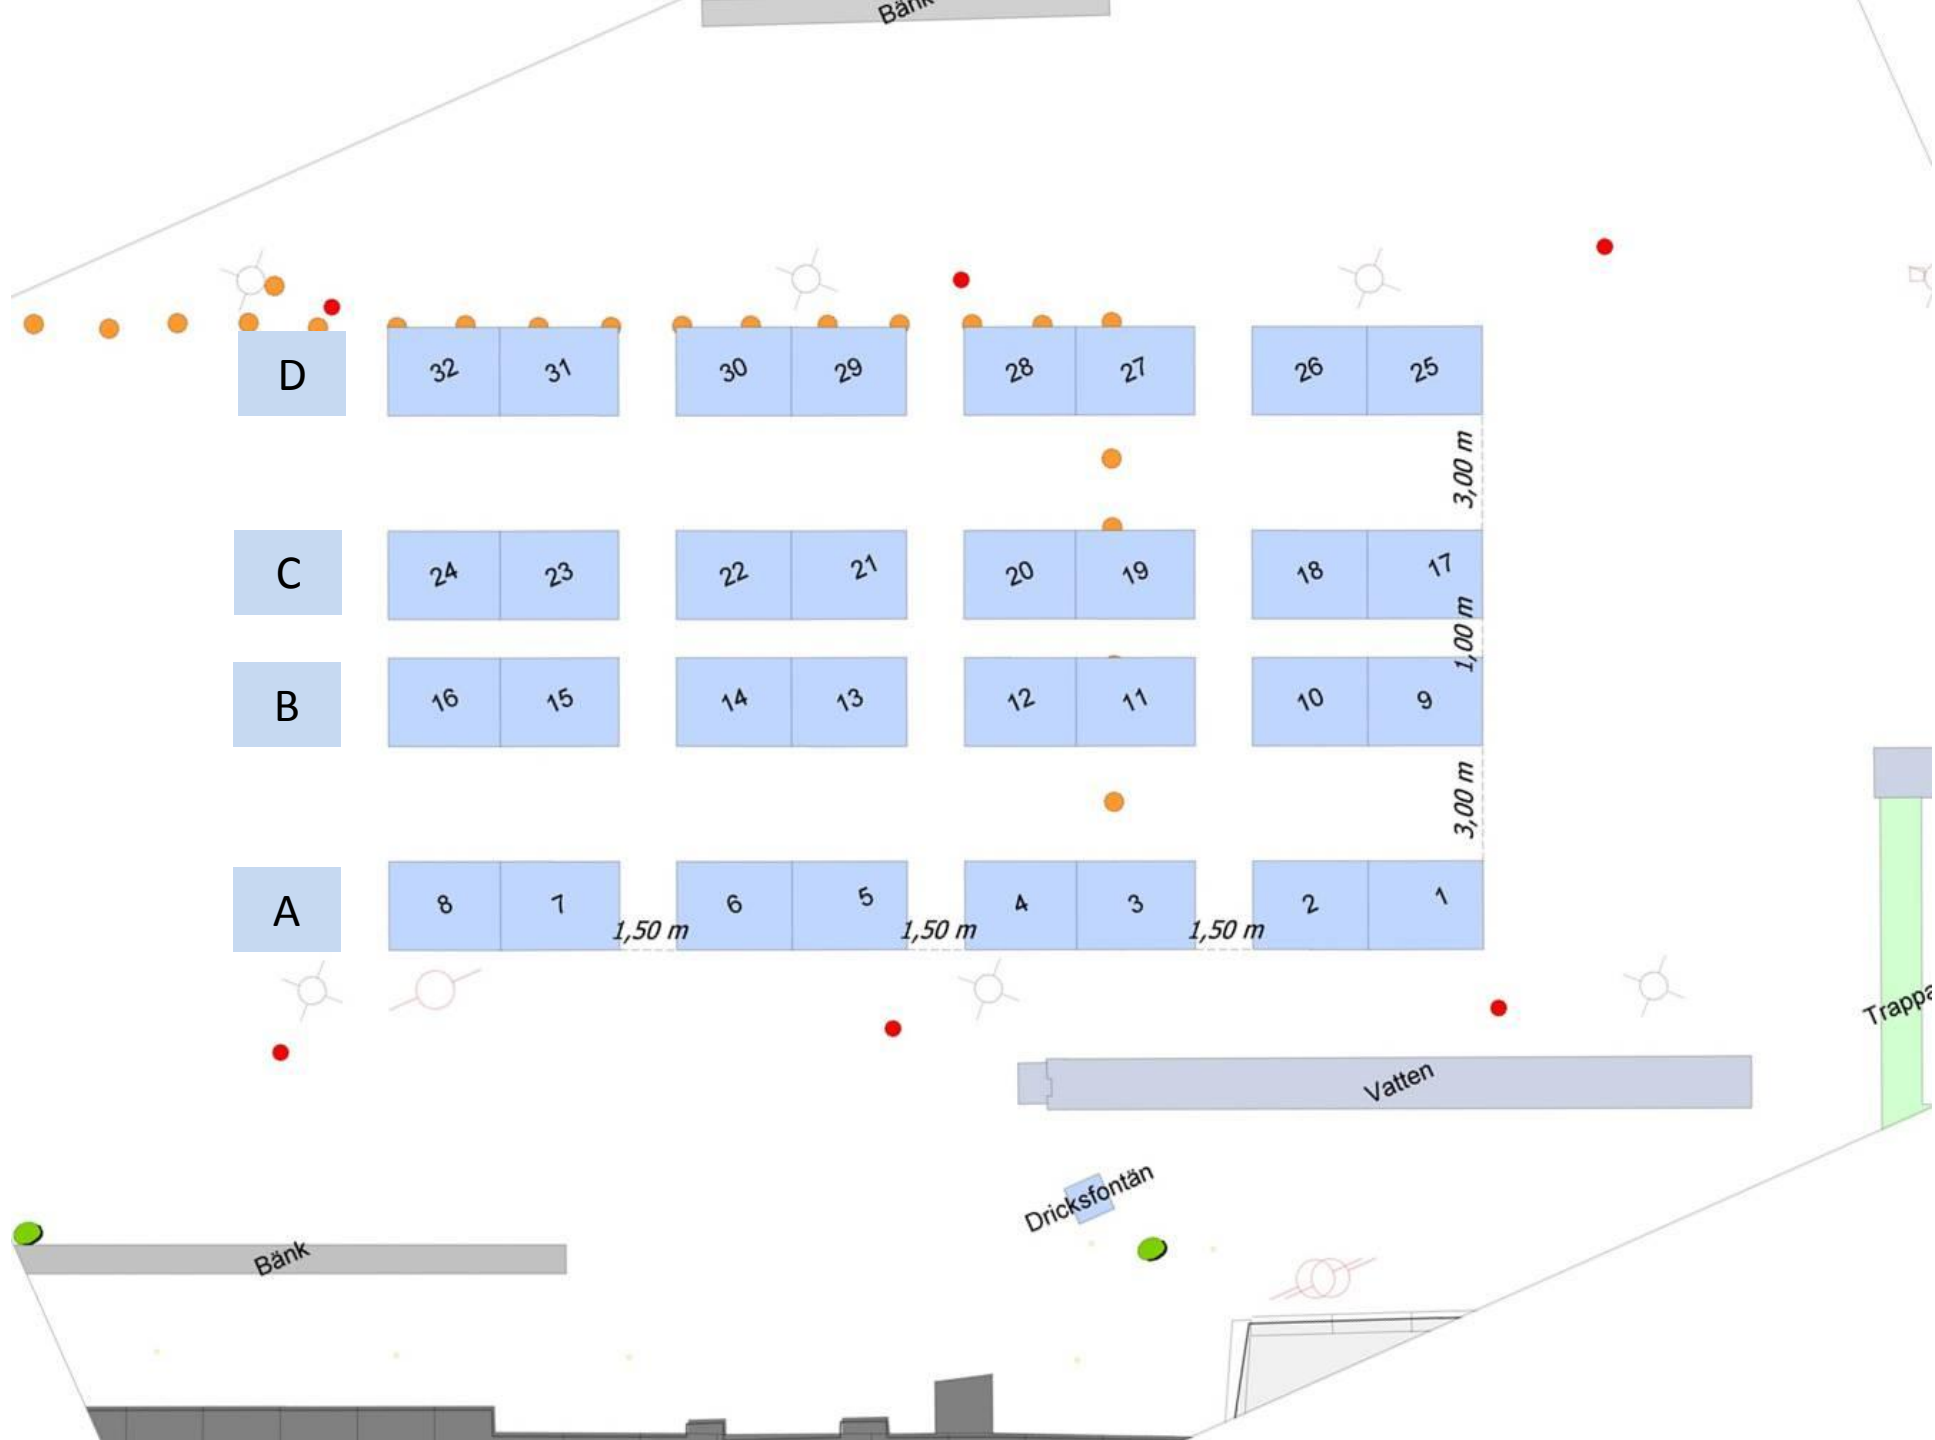 Bänk
D 32 31 30 29 28 27 26 25
3,00 m
C 24 23 22 21 20 19 18 17
1,00 m
B 16 15 14 13 12 11 10 9
3,00 m
A 8 7 6 5 4 3 2 1
1,50 m 1,50 m 1,50 m
Trappa
Vatten
Dricksfontän
Bänk